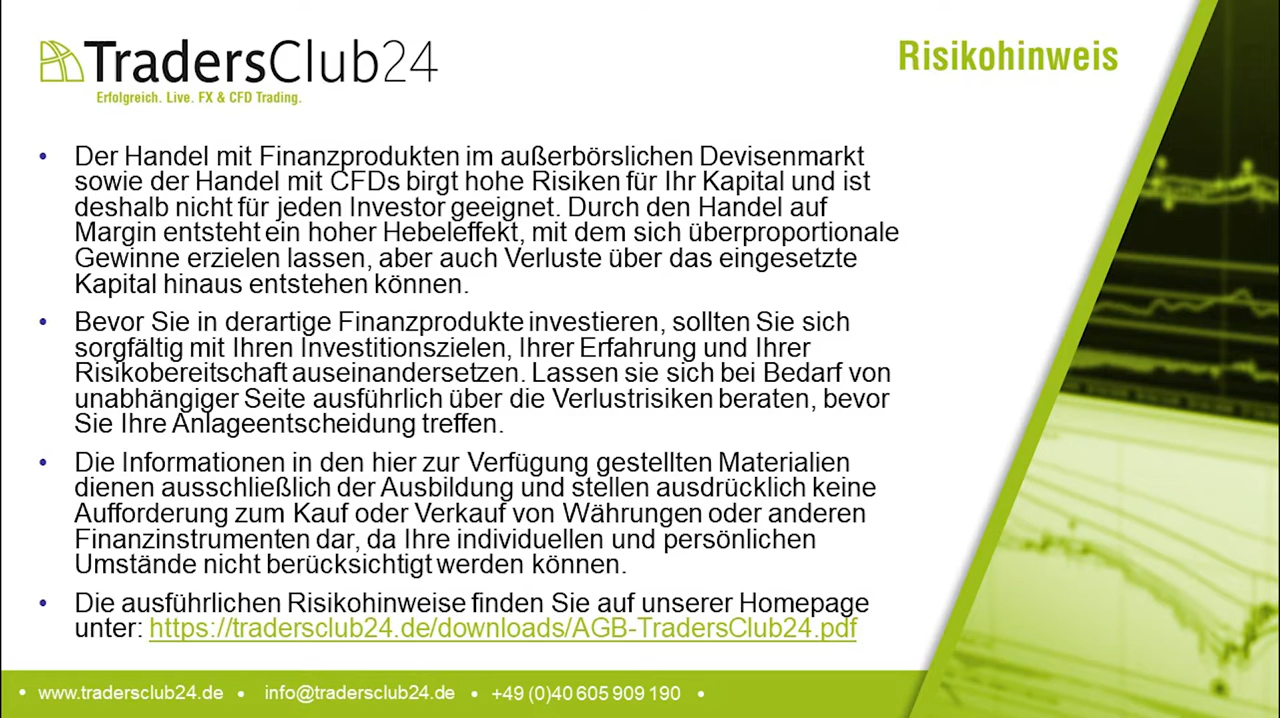 TradersClub24
Erfolgreich. Live. FX & CFD Trading.
Risikohinweis
• Der Handel mit Finanzprodukten im außerbörslichen Devisenmarkt
sowie der Handel mit CFDs birgt hohe Risiken für Ihr Kapital und ist
deshalb nicht für jeden Investor geeignet. Durch den Handel auf
Margin entsteht ein hoher Hebeleffekt, mit dem sich überproportionale
Gewinne erzielen lassen, aber auch Verluste über das eingesetzte
Kapital hinaus entstehen können.
• Bevor Sie in derartige Finanzprodukte investieren, sollten Sie sich
sorgfältig mit Ihren Investitionszielen, Ihrer Erfahrung und Ihrer
Risikobereitschaft auseinandersetzen. Lassen sie sich bei Bedarf von
unabhängiger Seite ausführlich über die Verlustrisiken beraten, bevor
Sie Ihre Anlageentscheidung treffen.
• Die Informationen in den hier zur Verfügung gestellten Materialien
dienen ausschließlich der Ausbildung und stellen ausdrücklich keine
Aufforderung zum Kauf oder Verkauf von Währungen oder anderen
Finanzinstrumenten dar, da Ihre individuellen und persönlichen
Umstände nicht berücksichtigt werden können.
• Die ausführlichen Risikohinweise finden Sie auf unserer Homepage
unter: https://tradersclub24.de/downloads/AGB-TradersClub24.pdf
• www.tradersclub24.de • info@tradersclub24.de • +49 (0)40 605 909 190 •